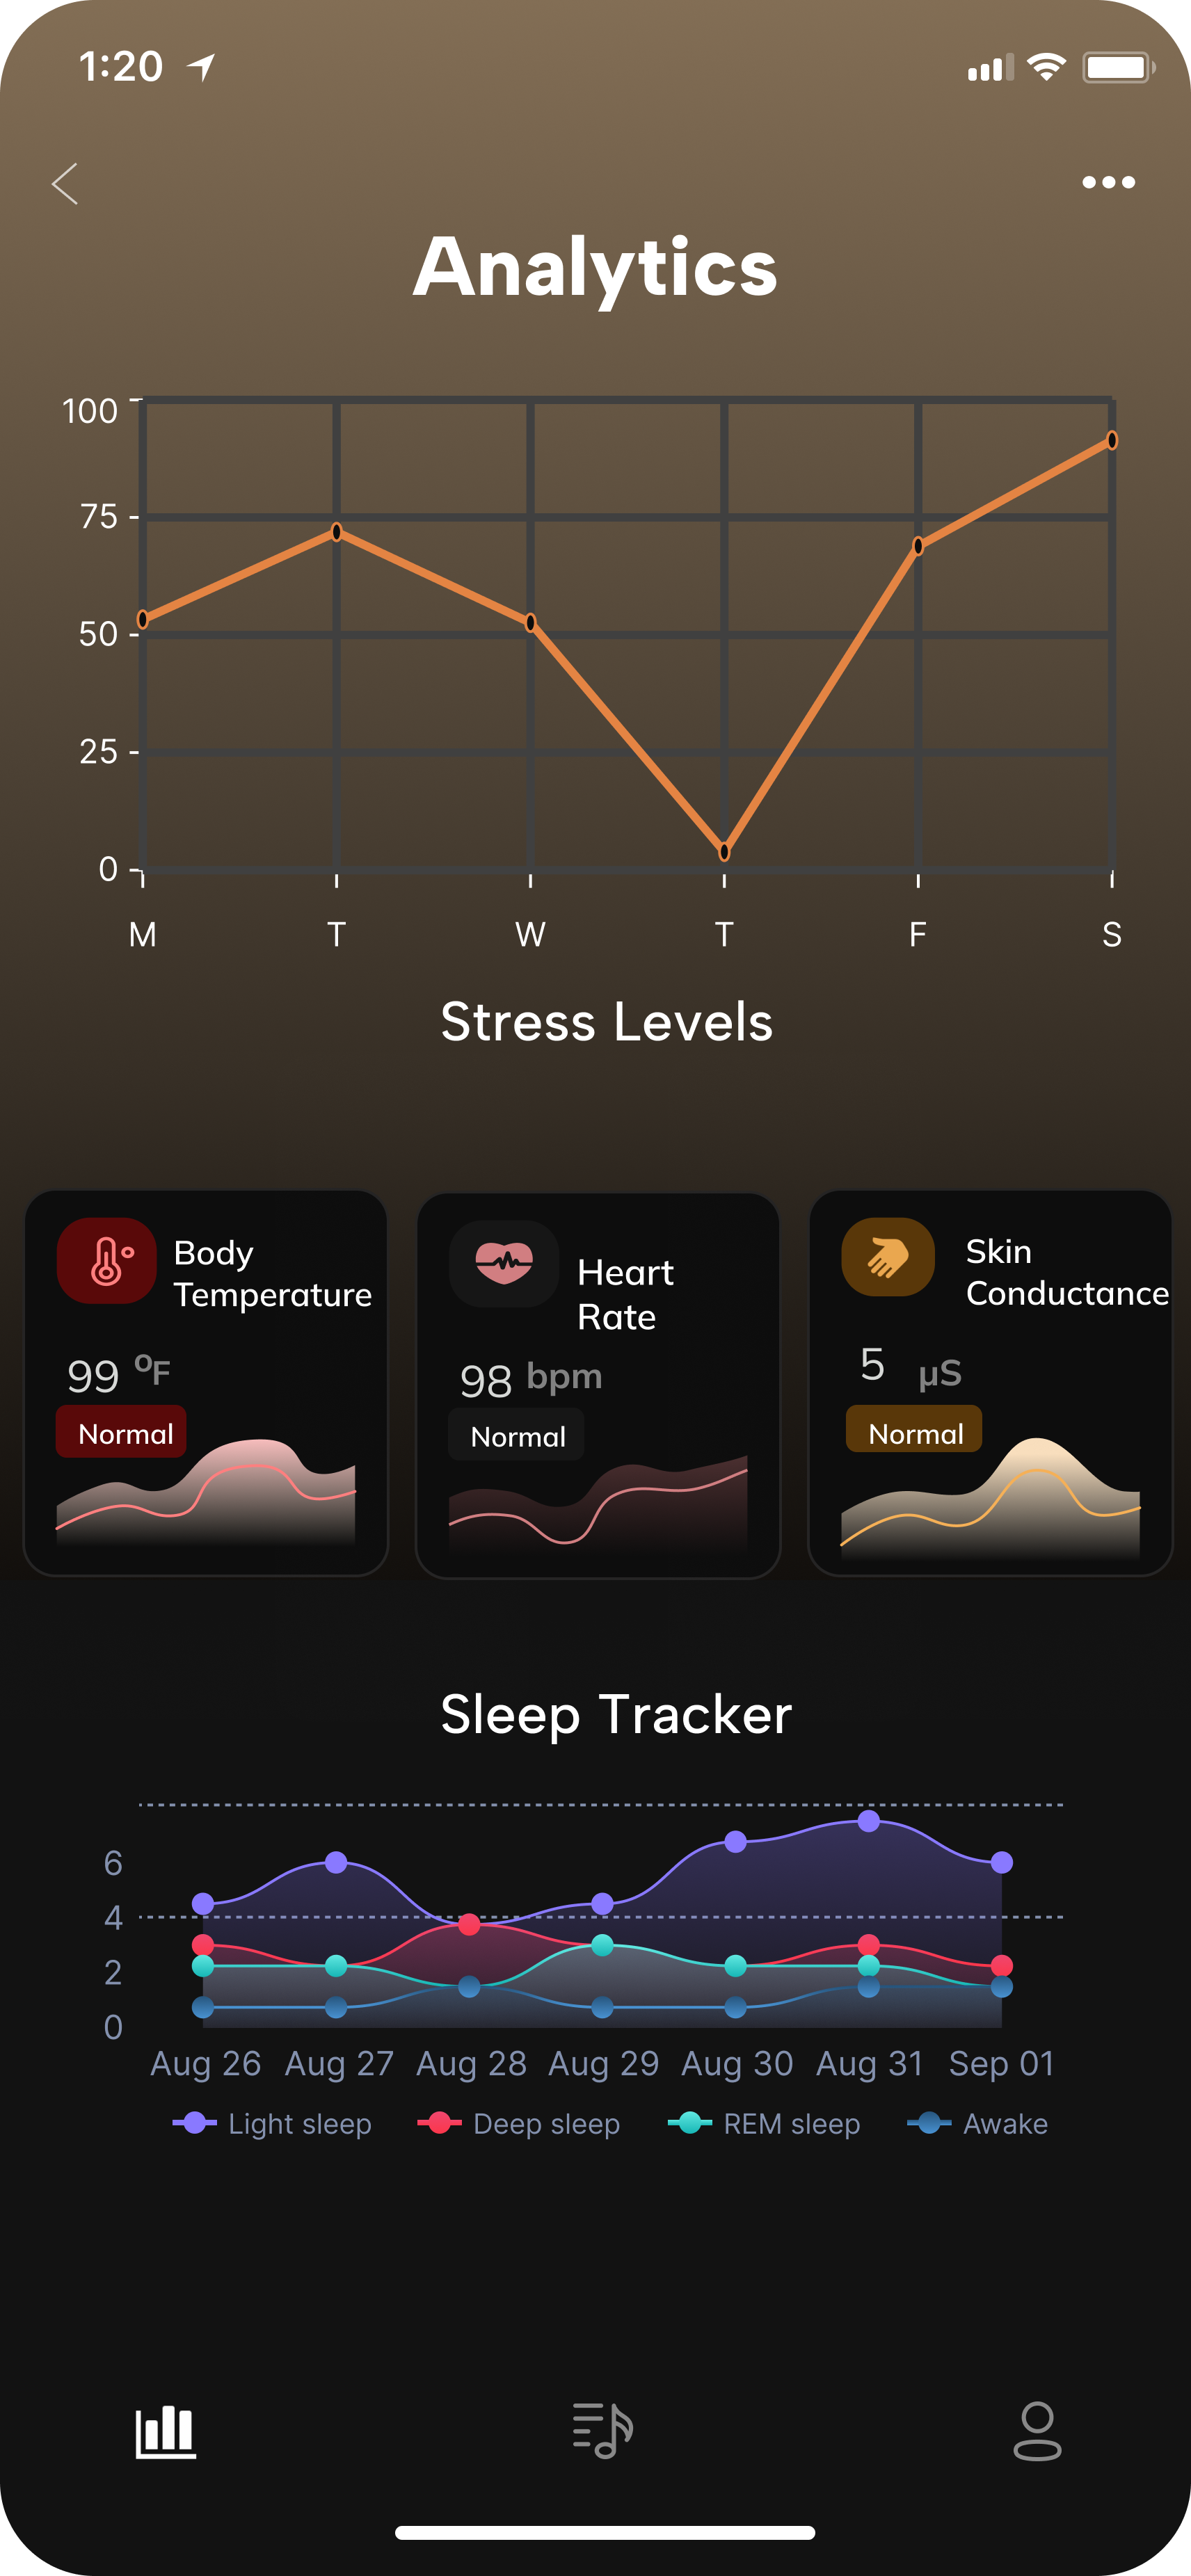 1:20
Analytics
100
75
50
25
0
M T W T F S
Stress Levels
Body
Temperature
99 °F
Normal
Heart
Rate
98 bpm
Normal
Skin
Conductance
5 µS
Normal
Sleep Tracker
6
4
2
0
Aug 26 Aug 27 Aug 28 Aug 29 Aug 30 Aug 31 Sep 01
Light sleep Deep sleep REM sleep Awake